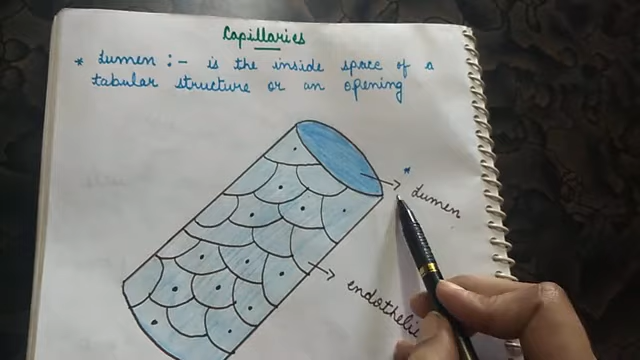 Capillaries
* Lumen :- is the inside space of a
tabular structure or an opening
*
Lumen
endotheli